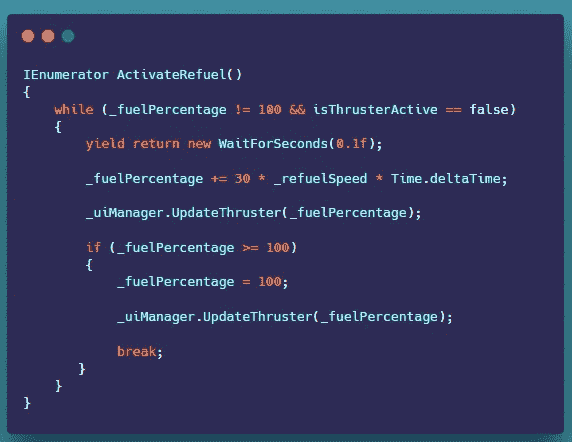 IEnumerator ActivateRefuel()
{
while (_fuelPercentage != 100 && isThrusterActive == false)
{
yield return new WaitForSeconds(0.1f);
_fuelPercentage += 30 * _refuelSpeed * Time.deltaTime;
_uiManager.UpdateThruster(_fuelPercentage);
if (_fuelPercentage >= 100)
{
_fuelPercentage = 100;
_uiManager.UpdateThruster(_fuelPercentage);
break;
}
}
}